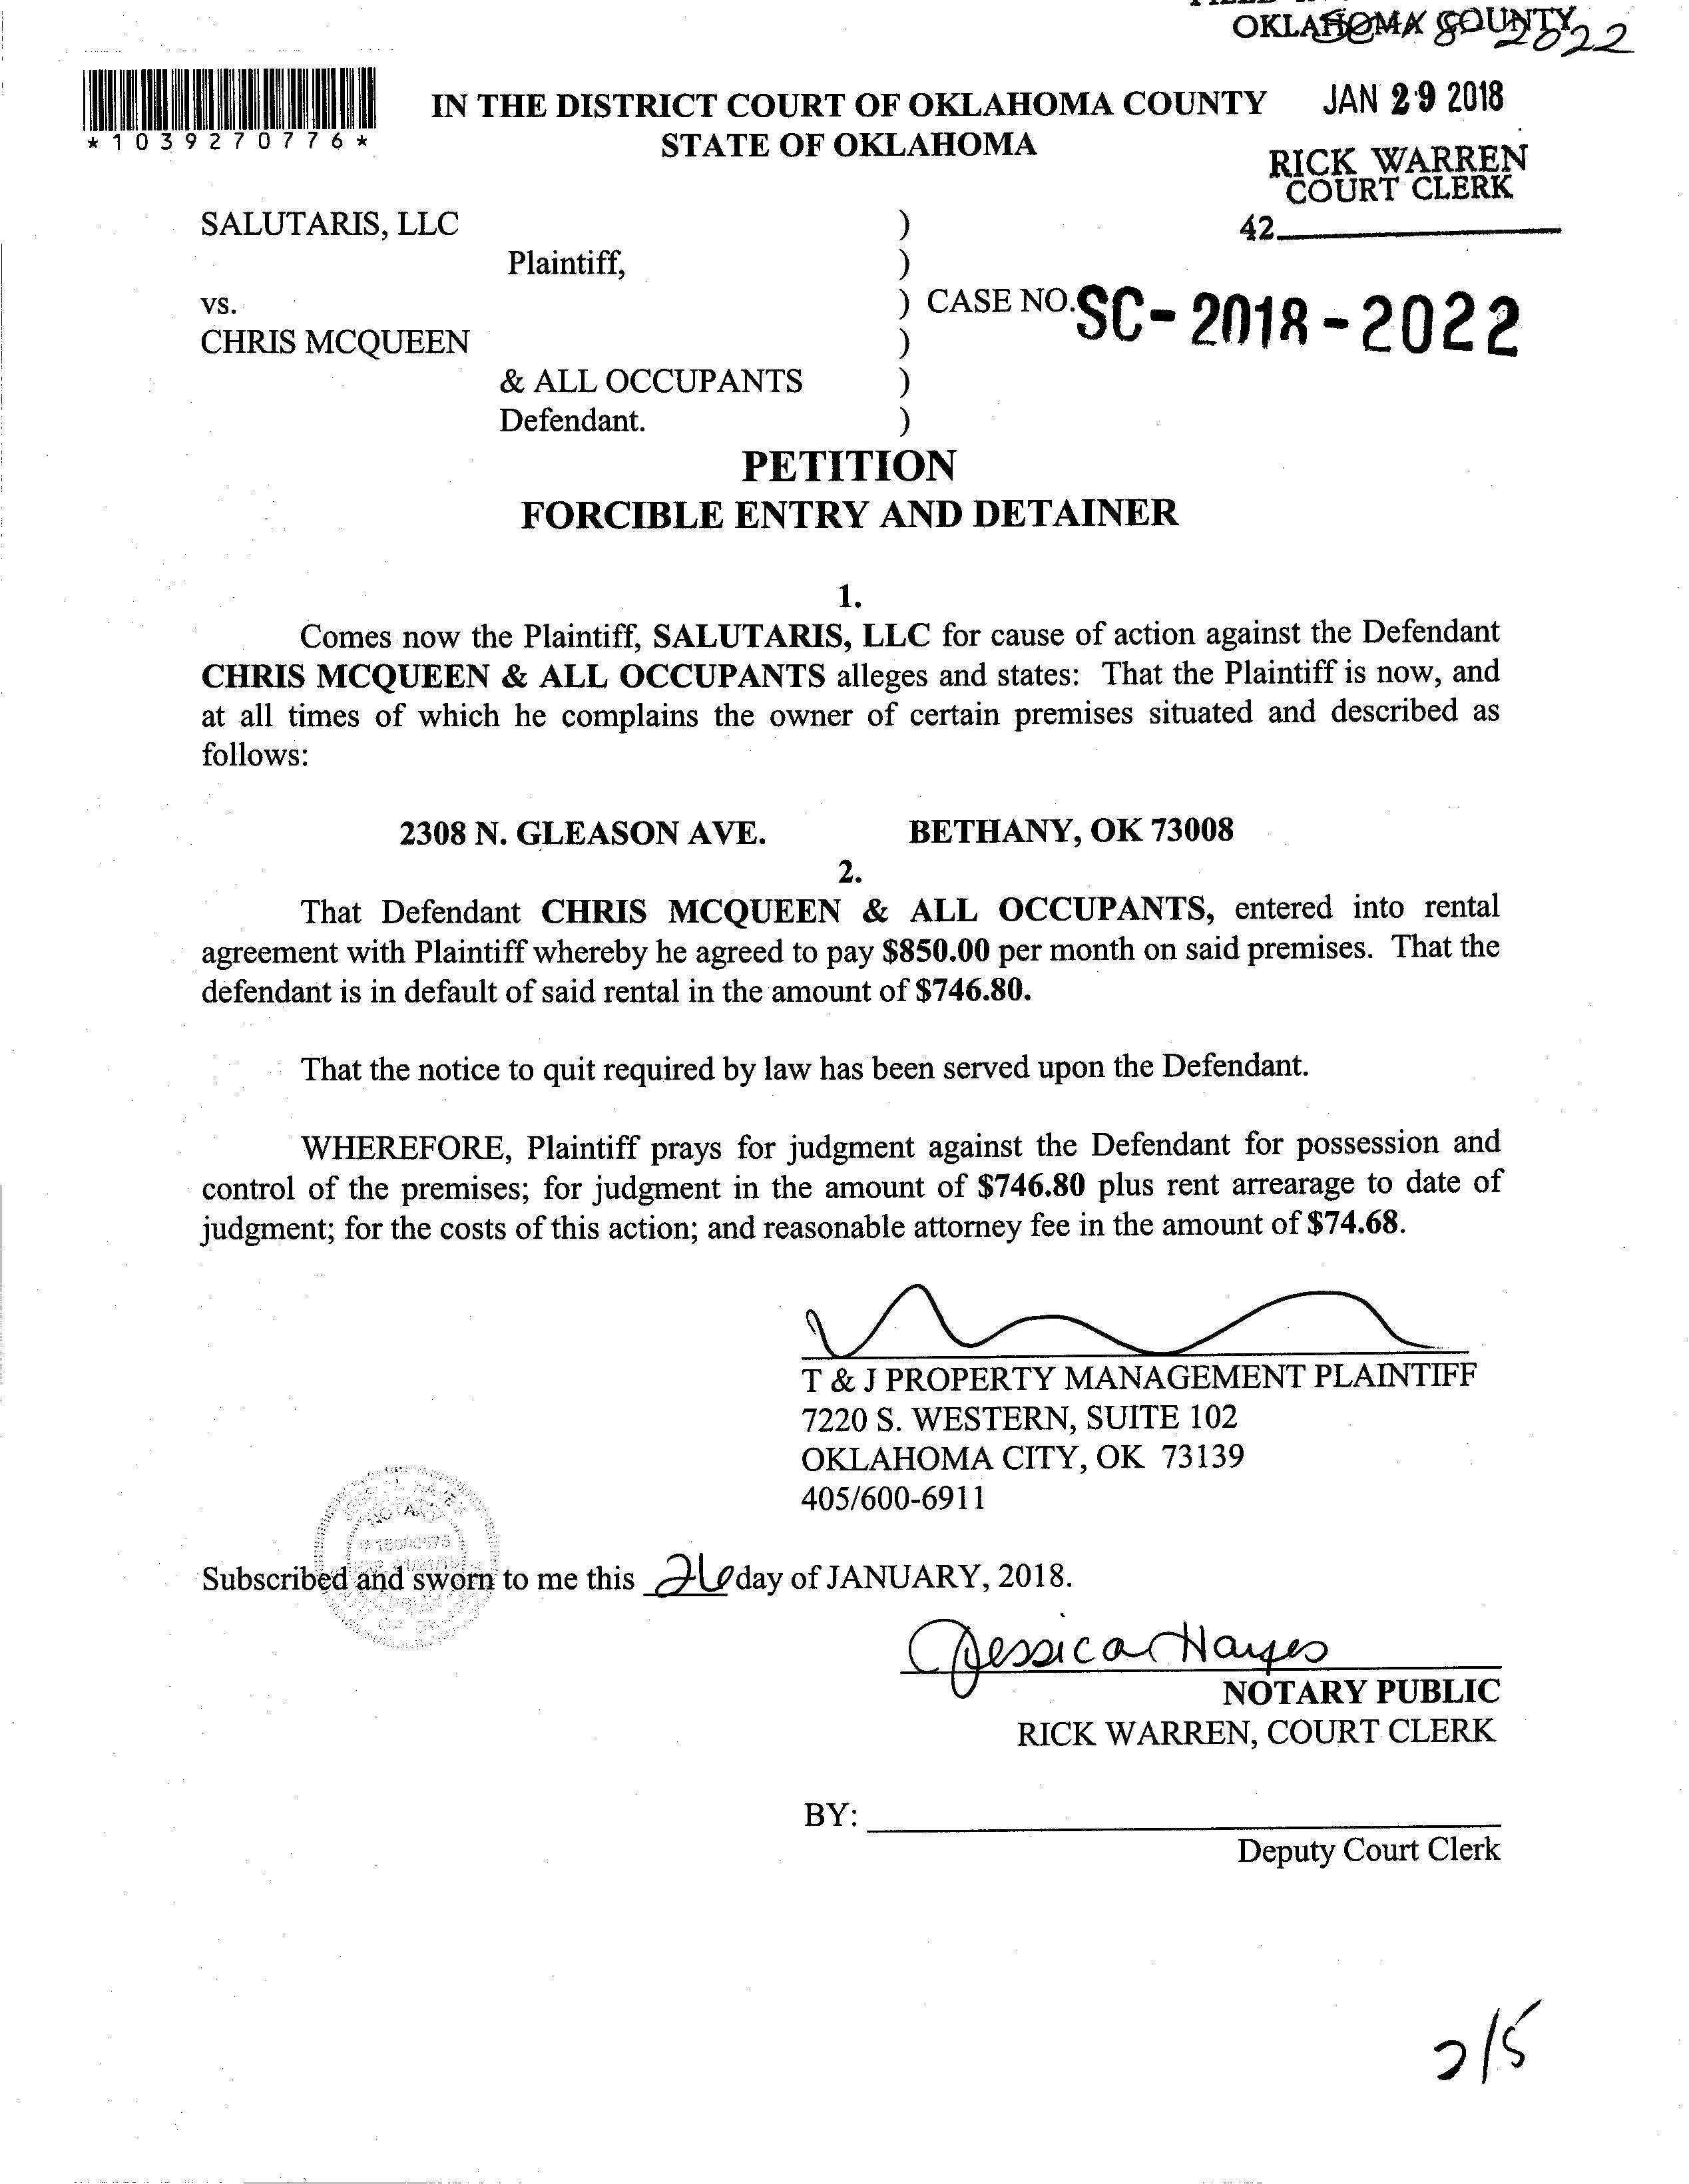 OKLAHOMA COUNTY
SC 18 2022
IN THE DISTRICT COURT OF OKLAHOMA COUNTY
STATE OF OKLAHOMA
JAN 29 2018
*1039270776*
RICK WARREN
COURT CLERK
42
SALUTARIS, LLC )
Plaintiff, )
vs. ) CASE NO. SC-2018-2022
CHRIS MCQUEEN )
& ALL OCCUPANTS )
Defendant. )
PETITION
FORCIBLE ENTRY AND DETAINER
1.
Comes now the Plaintiff, SALUTARIS, LLC for cause of action against the Defendant
CHRIS MCQUEEN & ALL OCCUPANTS alleges and states: That the Plaintiff is now, and
at all times of which he complains the owner of certain premises situated and described as
follows:
2308 N. GLEASON AVE. BETHANY, OK 73008
2.
That Defendant CHRIS MCQUEEN & ALL OCCUPANTS, entered into rental
agreement with Plaintiff whereby he agreed to pay $850.00 per month on said premises. That the
defendant is in default of said rental in the amount of $746.80.
That the notice to quit required by law has been served upon the Defendant.
WHEREFORE, Plaintiff prays for judgment against the Defendant for possession and
control of the premises; for judgment in the amount of $746.80 plus rent arrearage to date of
judgment; for the costs of this action; and reasonable attorney fee in the amount of $74.68.
T & J PROPERTY MANAGEMENT PLAINTIFF
7220 S. WESTERN, SUITE 102
OKLAHOMA CITY, OK 73139
405/600-6911
NOTARY
Subscribed and sworn to me this 26 day of JANUARY, 2018.
Jessica Hayes
NOTARY PUBLIC
RICK WARREN, COURT CLERK
BY:
Deputy Court Clerk
2/5